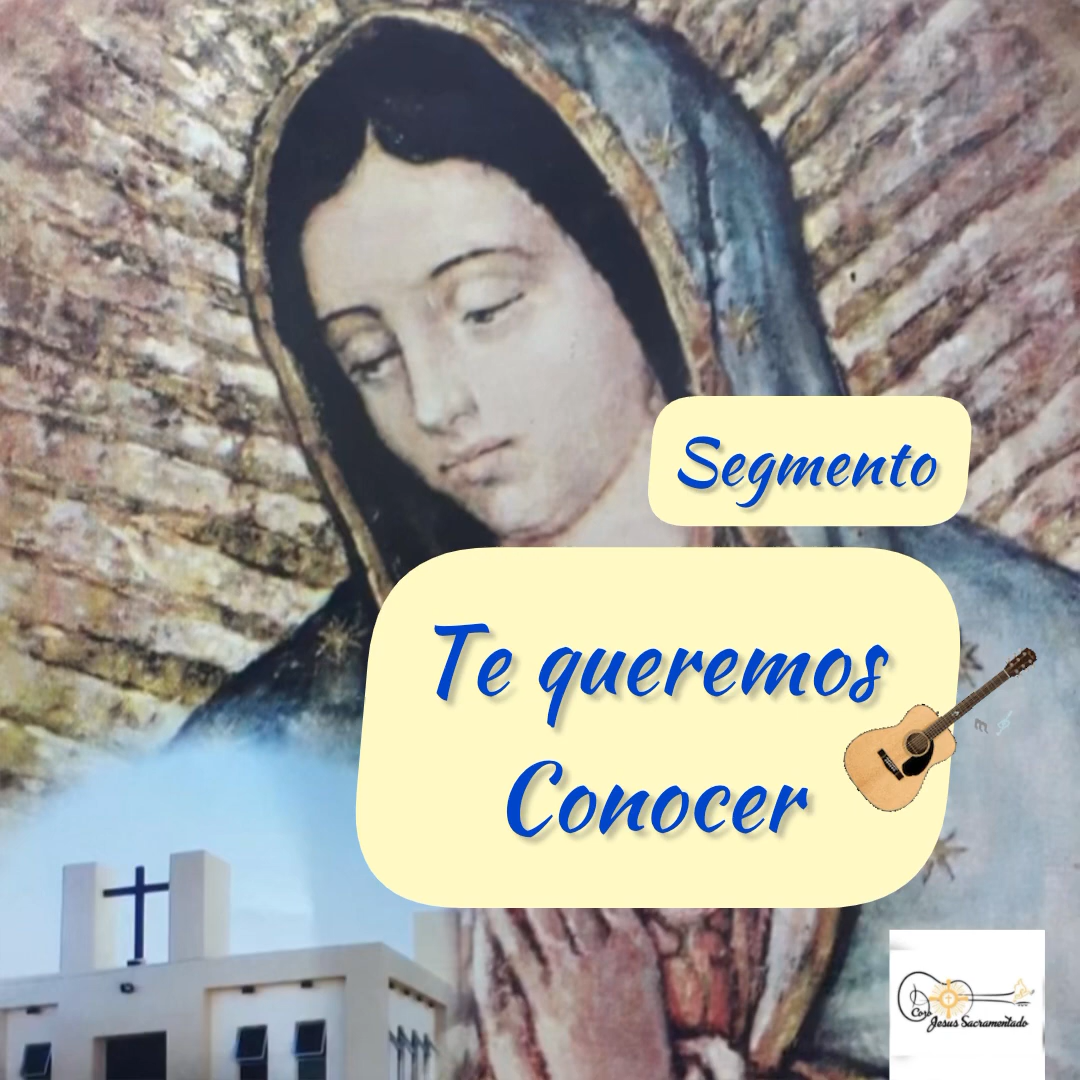 Segmento
Te queremos
Conocer
Coro
Jesus Sacramentado